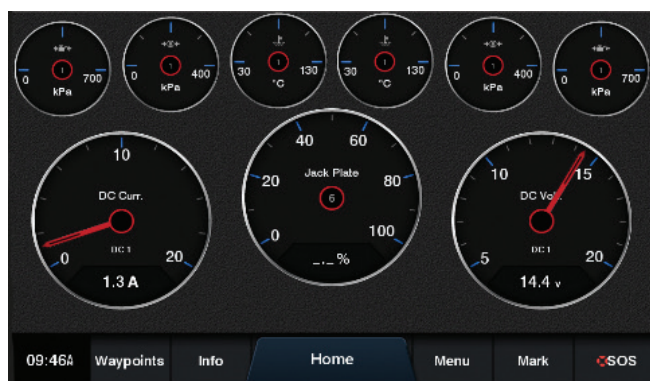 0 1 700
kPa
0 1 400
kPa
30 1 130
°C
30 1 130
°C
0 1 400
kPa
0 1 700
kPa
10
DC Curr.
DC 1
0 20
1.3 A
40 60
20 Jack Plate 80
6
0 100
_._ %
10 15
DC Vol
DC 1
5 20
14.4 v
09:46A Waypoints Info Home Menu Mark SOS